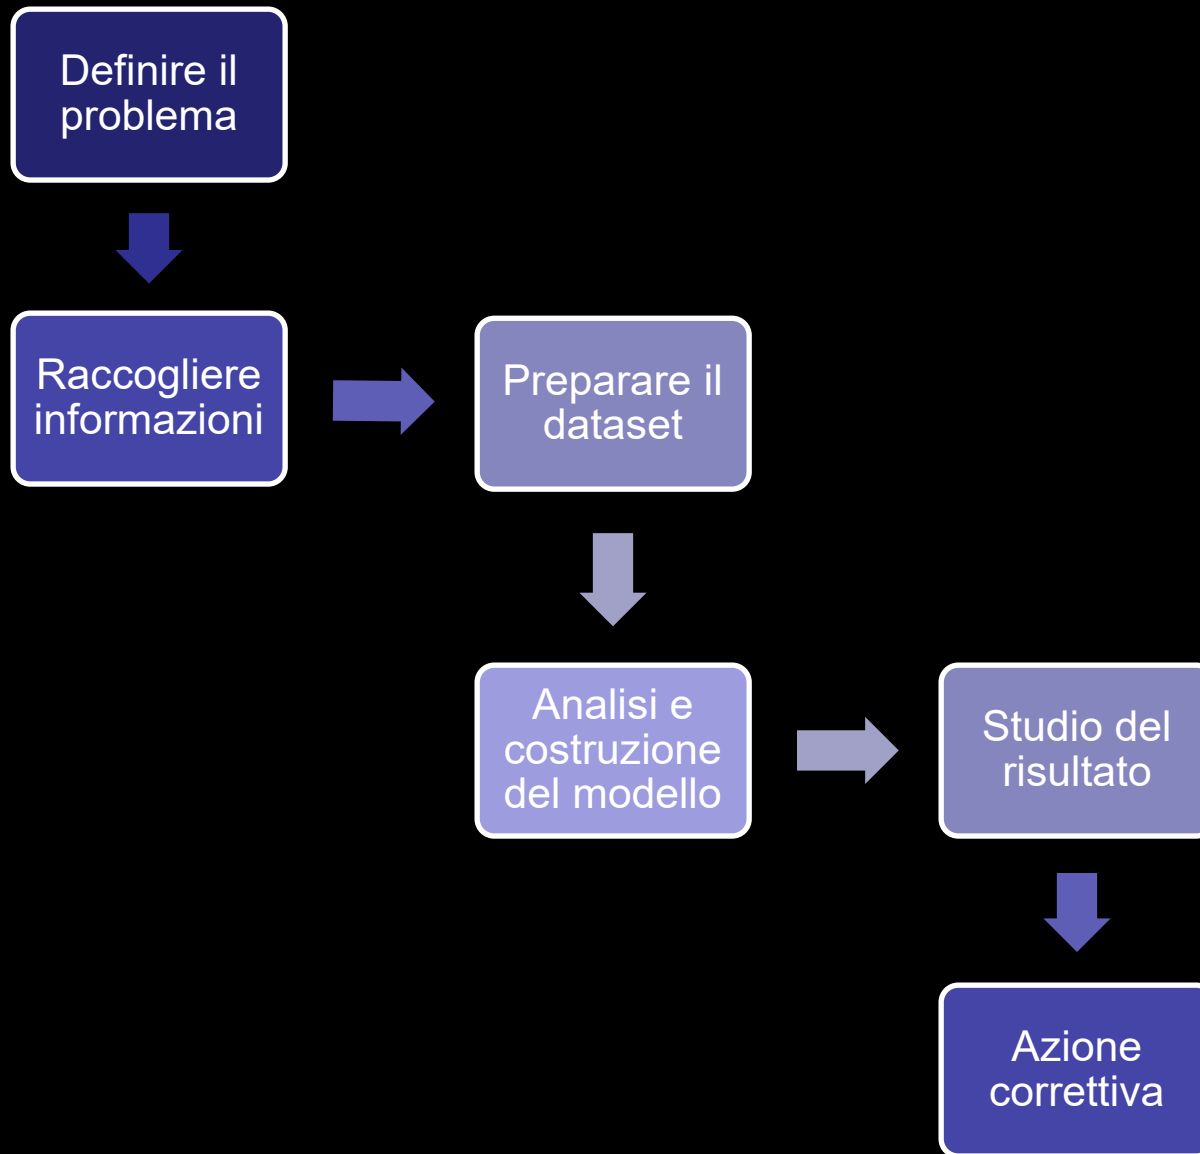 Definire il
problema
Raccogliere
informazioni
Preparare il
dataset
Analisi e
costruzione
del modello
Studio del
risultato
Azione
correttiva